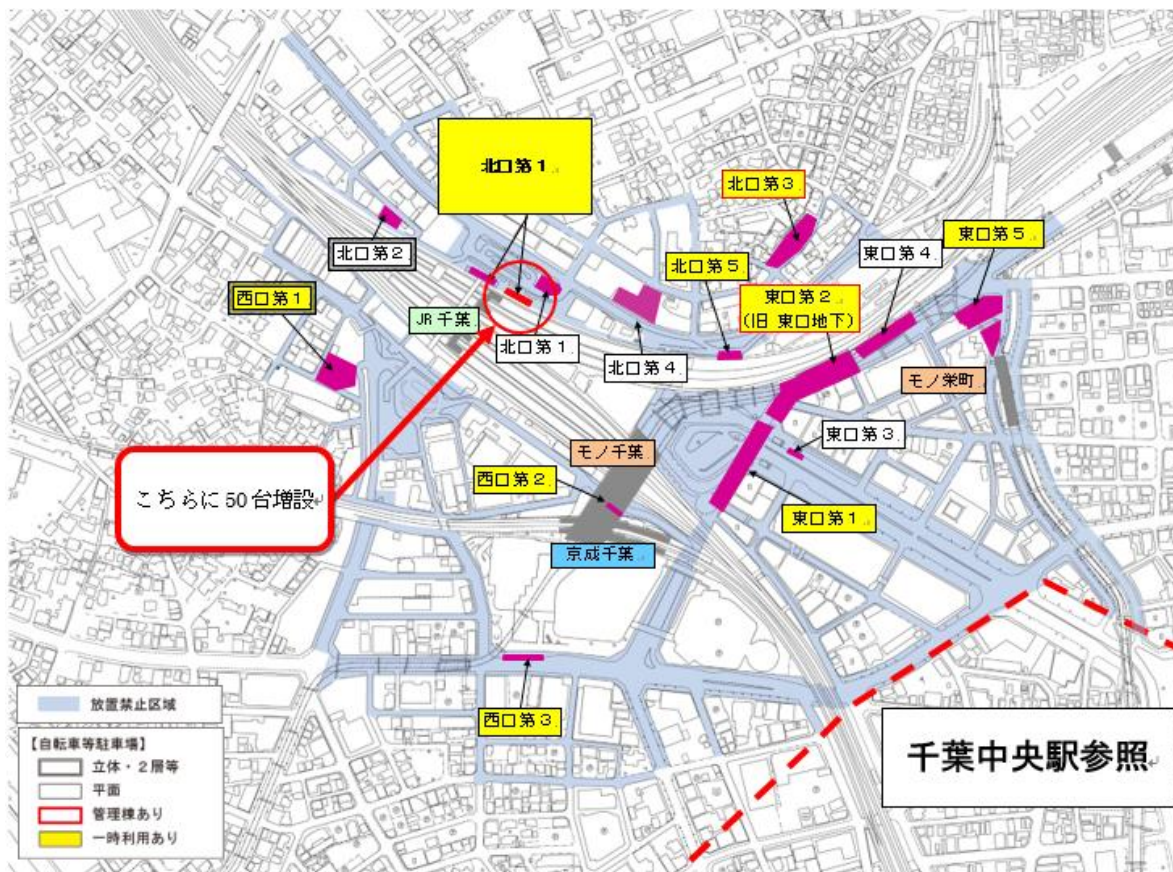 北口第1
北口第3
東口第5
東口第4
北口第2
北口第5
東口第2
(旧 東口地下)
西口第1
JR 千葉
北口第1
北口第4
モノ栄町
東口第3
モノ千葉
西口第2
こちらに50台増設
東口第1
京成千葉
西口第3
千葉中央駅参照
放置禁止区域
【自転車等駐車場】
立体・2層等
平面
管理棟あり
一時利用あり